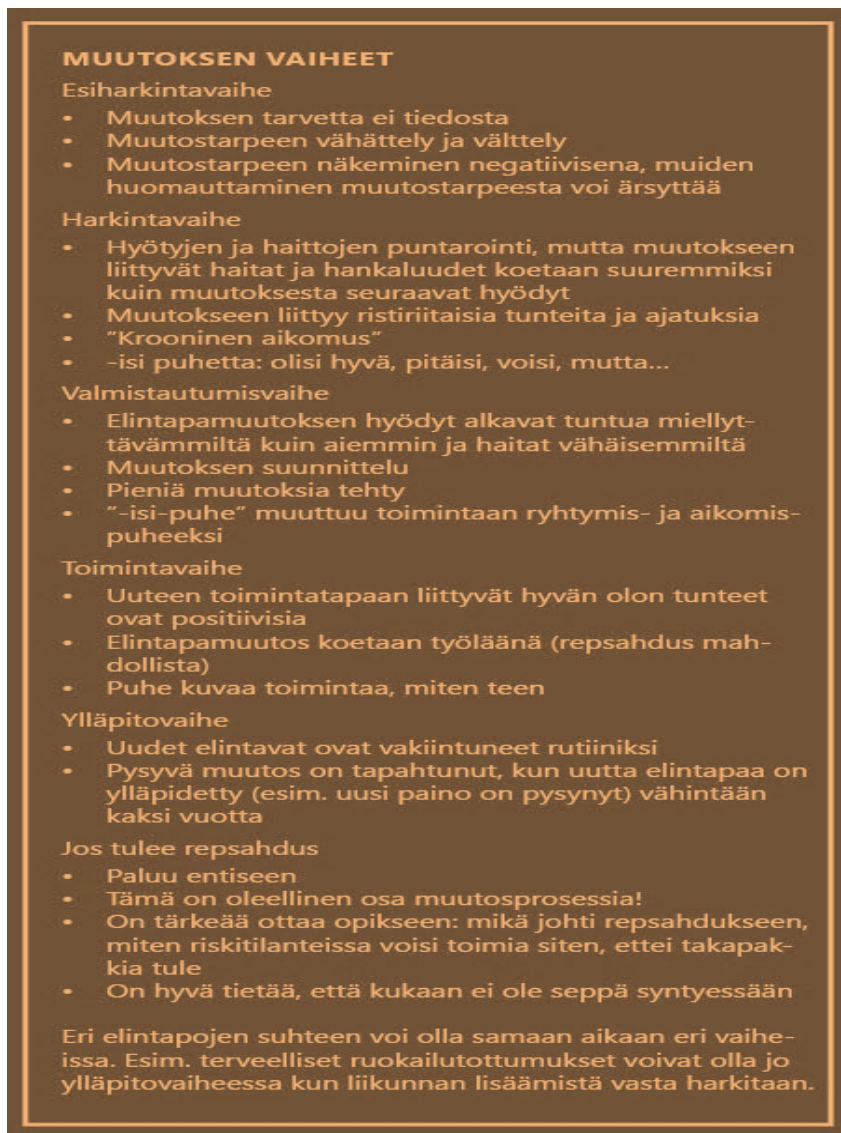 MUUTOKSEN VAIHEET
Esiharkintavaihe
• Muutoksen tarvetta ei tiedosta
• Muutostarpeen vähättely ja välttely
• Muutostarpeen näkeminen negatiivisena, muiden
huomauttaminen muutostarpeesta voi ärsyttää
Harkintavaihe
• Hyötyjen ja haittojen puntarointi, mutta muutokseen
liittyvät haitat ja hankaluudet koetaan suuremmiksi
kuin muutoksesta seuraavat hyödyt
• Muutokseen liittyy ristiriitaisia tunteita ja ajatuksia
• ”Krooninen aikomus”
• -isi puhetta: olisi hyvä, pitäisi, voisi, mutta...
Valmistautumisvaihe
• Elintapamuutoksen hyödyt alkavat tuntua miellyt-
tävämmiltä kuin aiemmin ja haitat vähäisemmiltä
• Muutoksen suunnittelu
• Pieniä muutoksia tehty
• ”-isi-puhe” muuttuu toimintaan ryhtymis- ja aikomis-
puheeksi
Toimintavaihe
• Uuteen toimintatapaan liittyvät hyvän olon tunteet
ovat positiivisia
• Elintapamuutos koetaan työläänä (repsahdus mah-
dollista)
• Puhe kuvaa toimintaa, miten teen
Ylläpitovaihe
• Uudet elintavat ovat vakiintuneet rutiiniksi
• Pysyvä muutos on tapahtunut, kun uutta elintapaa on
ylläpidetty (esim. uusi paino on pysynyt) vähintään
kaksi vuotta
Jos tulee repsahdus
• Paluu entiseen
• Tämä on oleellinen osa muutosprosessia!
• On tärkeää ottaa opikseen: mikä johti repsahdukseen,
miten riskitilanteissa voisi toimia siten, ettei takapak-
kia tule
• On hyvä tietää, että kukaan ei ole seppä syntyessään
Eri elintapojen suhteen voi olla samaan aikaan eri vaihe-
issa. Esim. terveelliset ruokailutottumukset voivat olla jo
ylläpitovaiheessa kun liikunnan lisäämistä vasta harkitaan.